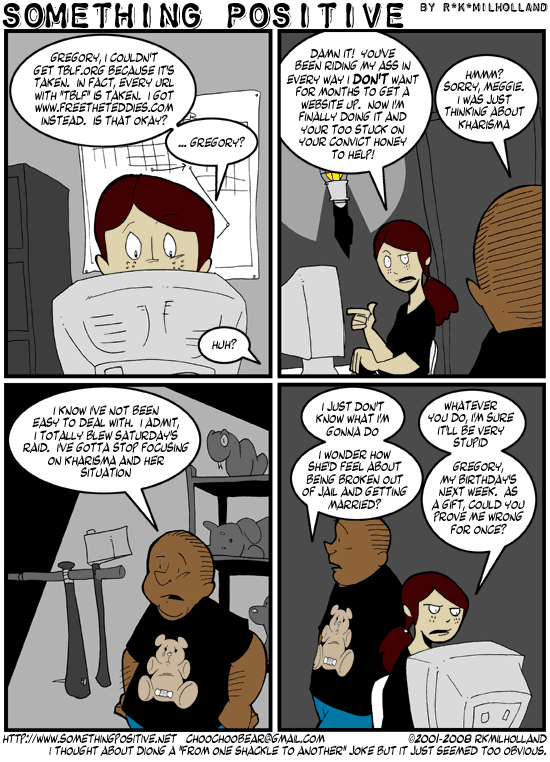 SOMETHING POSITIVE BY R*K*MILHOLLAND
GREGORY, I COULDN'T
GET TBLF.ORG BECAUSE IT'S
TAKEN. IN FACT, EVERY URL
WITH "TBLF" IS TAKEN. I GOT
WWW.FREETHETEDDIES.COM
INSTEAD. IS THAT OKAY?
... GREGORY?
HUH?
DAMN IT! YOU'VE
BEEN RIDING MY ASS IN
EVERY WAY I DON'T WANT
FOR MONTHS TO GET A
WEBSITE UP. NOW I'M
FINALLY DOING IT AND
YOUR TOO STUCK ON
YOUR CONVICT HONEY
TO HELP!
HMMM?
SORRY, MEGGIE.
I WAS JUST
THINKING ABOUT
KHARISMA
I KNOW I'VE NOT BEEN
EASY TO DEAL WITH. I ADMIT,
I TOTALLY BLEW SATURDAY'S
RAID. I'VE GOTTA STOP FOCUSING
ON KHARISMA AND HER
SITUATION
I JUST DON'T
KNOW WHAT I'M
GONNA DO
WHATEVER
YOU DO, I'M SURE
IT'LL BE VERY
STUPID
I WONDER HOW
SHE'D FEEL ABOUT
BEING BROKEN OUT
OF JAIL AND GETTING
MARRIED?
GREGORY,
MY BIRTHDAY'S
NEXT WEEK. AS
A GIFT, COULD YOU
PROVE ME WRONG
FOR ONCE?
HTTP://WWW.SOMETHINGPOSITIVE.NET CHOOCHOOBEAR@GMAIL.COM ©2001-2008 RKMILHOLLAND
I THOUGHT ABOUT DIONG A "FROM ONE SHACKLE TO ANOTHER" JOKE BUT IT JUST SEEMED TOO OBVIOUS.